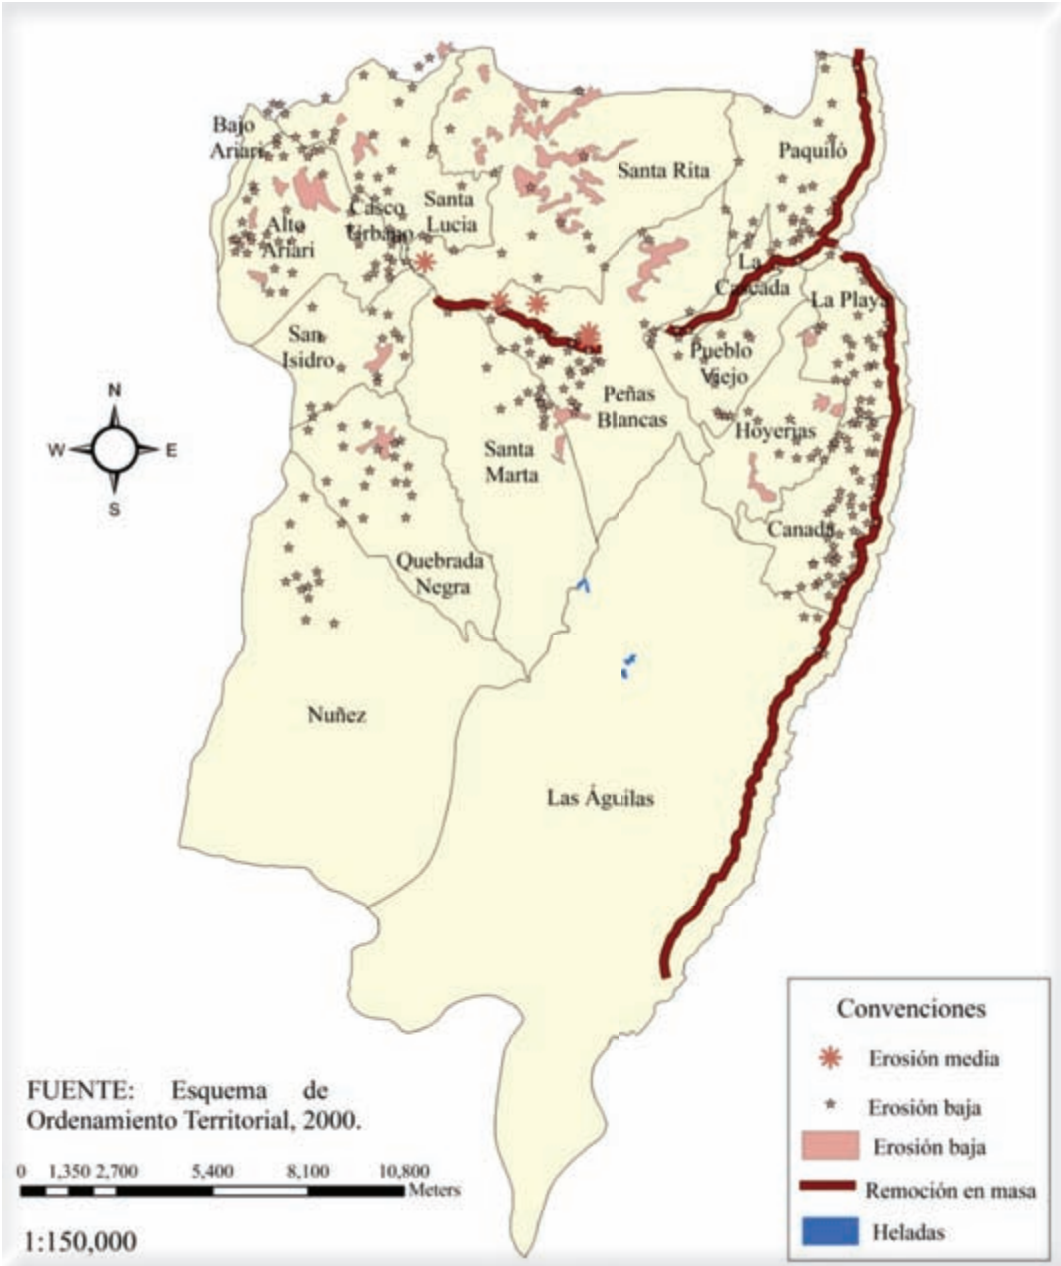 Bajo
Ariari
Paquiló
Santa Rita
Santa
Lucia
Casco
Urbano
Alto
Ariari
La
Cascada
La Playa
San
Isidro
Pueblo
Viejo
Peñas
Blancas
Hoyerias
Santa
Marta
Canada
Quebrada
Negra
Nuñez
Las Águilas
N
W
E
S
Convenciones
Erosión media
Erosión baja
Erosión baja
Remoción en masa
Heladas
FUENTE: Esquema de
Ordenamiento Territorial, 2000.
0 1,350 2,700 5,400 8,100 10,800
Meters
1:150,000